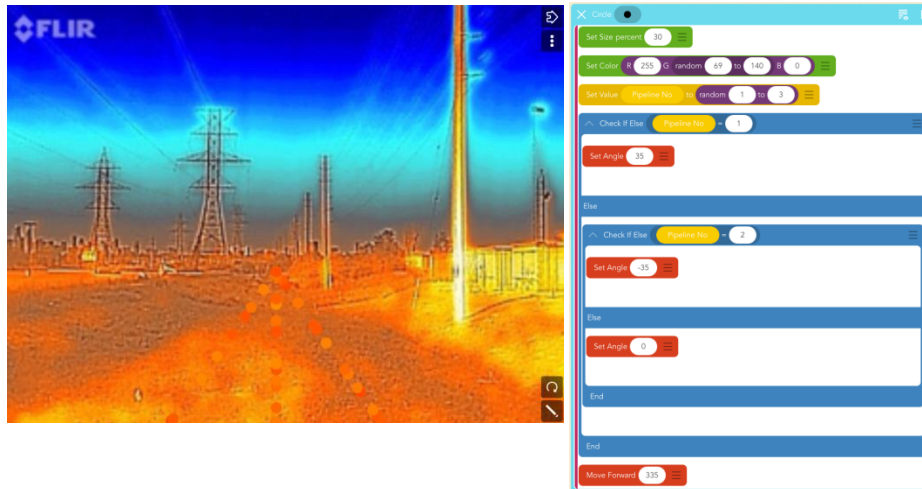 FLIR
Circle
Set Size percent 30
Set Color R 255 G random 69 to 140 B 0
Set Value Pipeline No to random 1 to 3
Check If Else Pipeline No = 1
Set Angle 35
Else
Check If Else Pipeline No = 2
Set Angle -35
Else
Set Angle 0
End
End
Move Forward 335